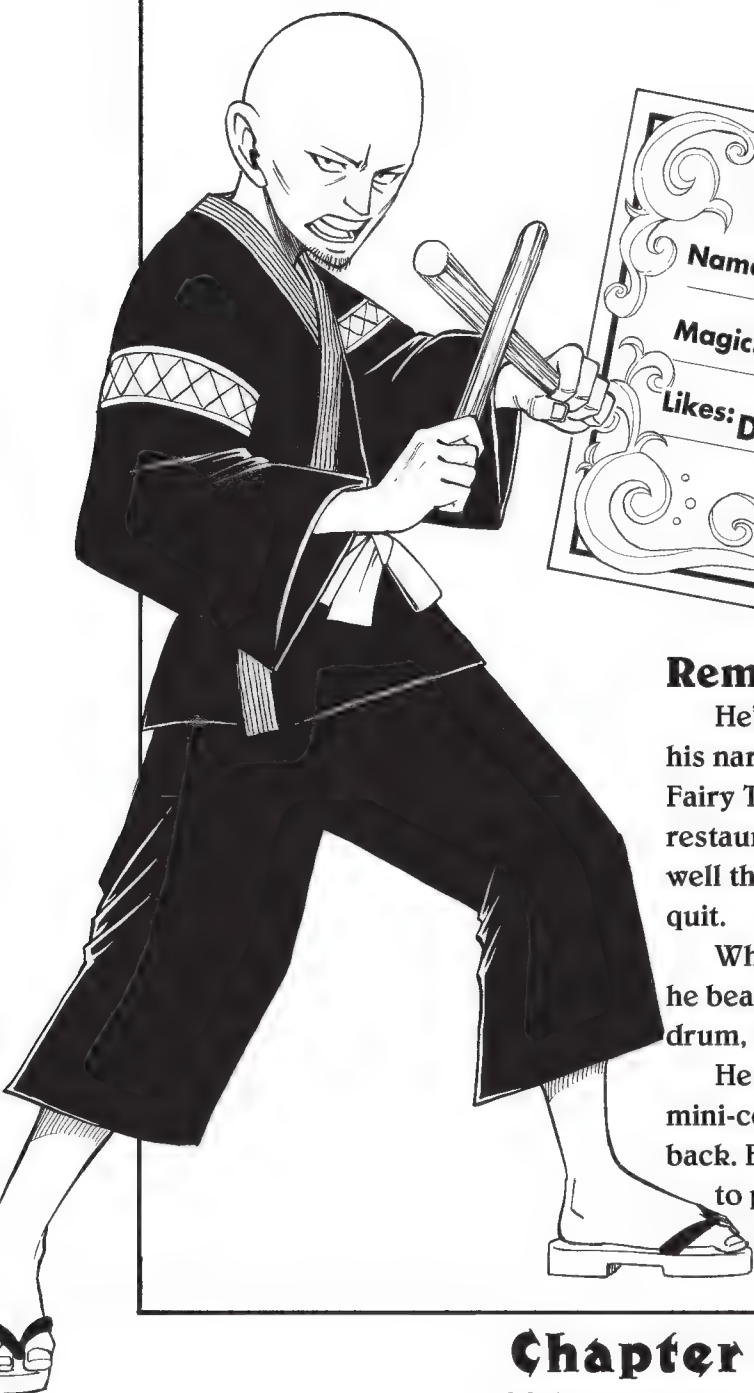 Name
Magic:
Likes: D
Rem
He'
his nar
Fairy T
restaur
well th
quit.
Wh
he bea
drum,
He
mini-co
back. B
to p
Chapter